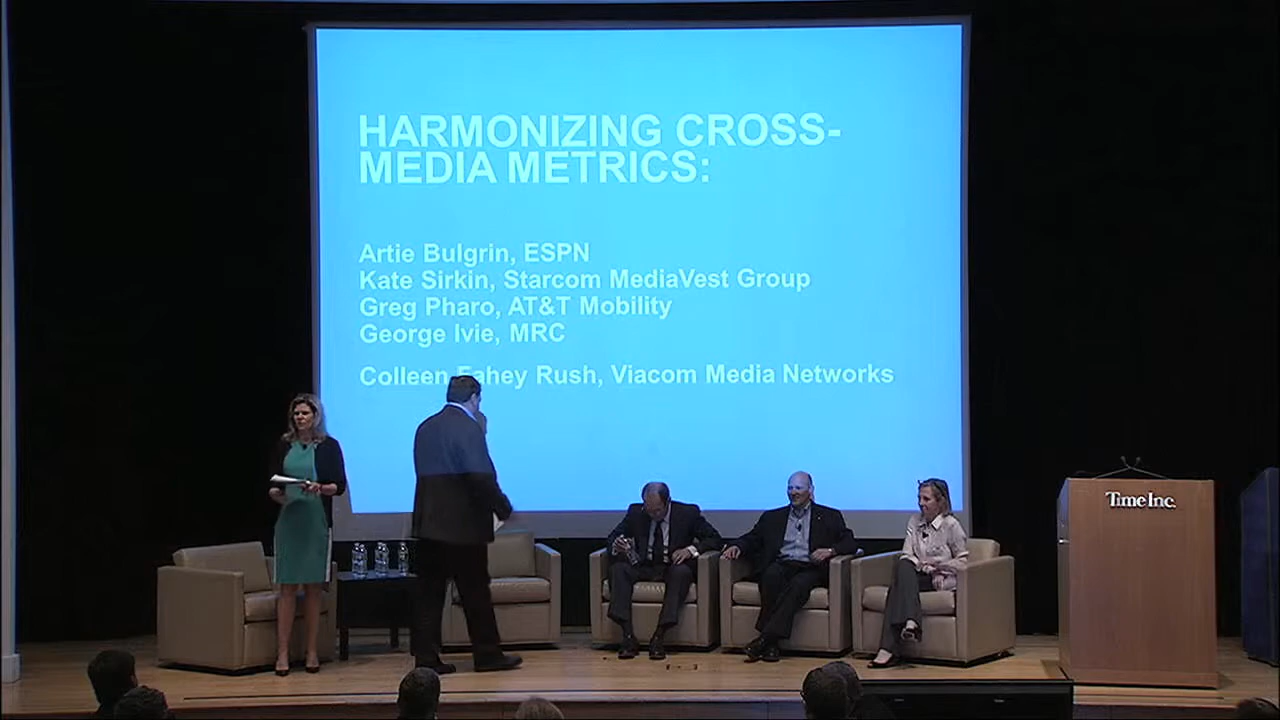 HARMONIZING CROSS-
MEDIA METRICS:
Artie Bulgrin, ESPN
Kate Sirkin, Starcom MediaVest Group
Greg Pharo, AT&T Mobility
George Ivie, MRC
Colleen Fahey Rush, Viacom Media Networks
Time Inc.